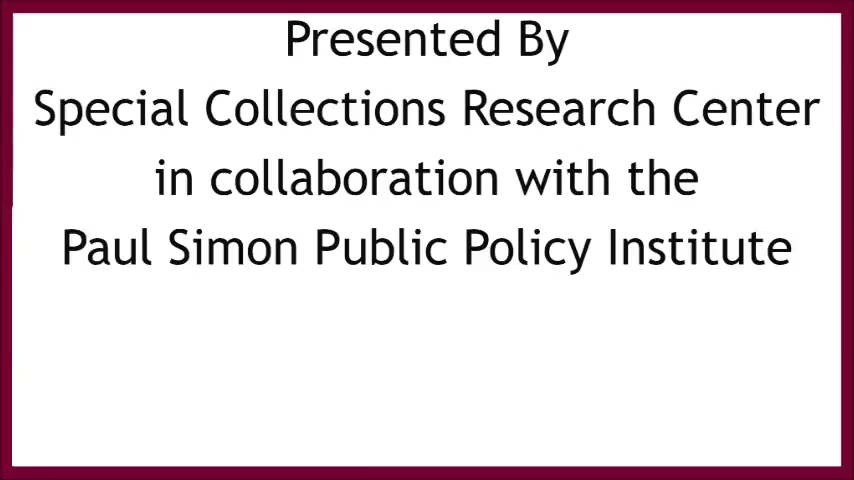 Presented By
Special Collections Research Center
in collaboration with the
Paul Simon Public Policy Institute